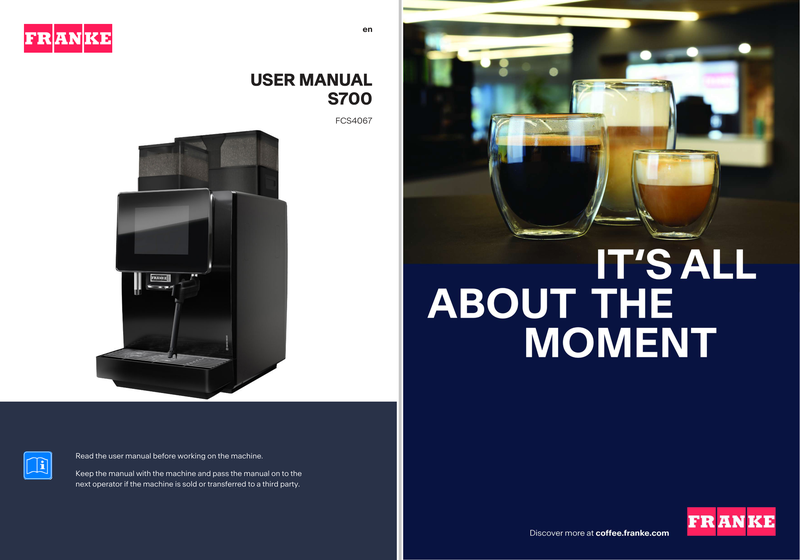 FRANKE
en
USER MANUAL
S700
FCS4067
FRANKE
Read the user manual before working on the machine.
Keep the manual with the machine and pass the manual on to the
next operator if the machine is sold or transferred to a third party.
IT‘S ALL
ABOUT THE
MOMENT
Discover more at coffee.franke.com
FRANKE